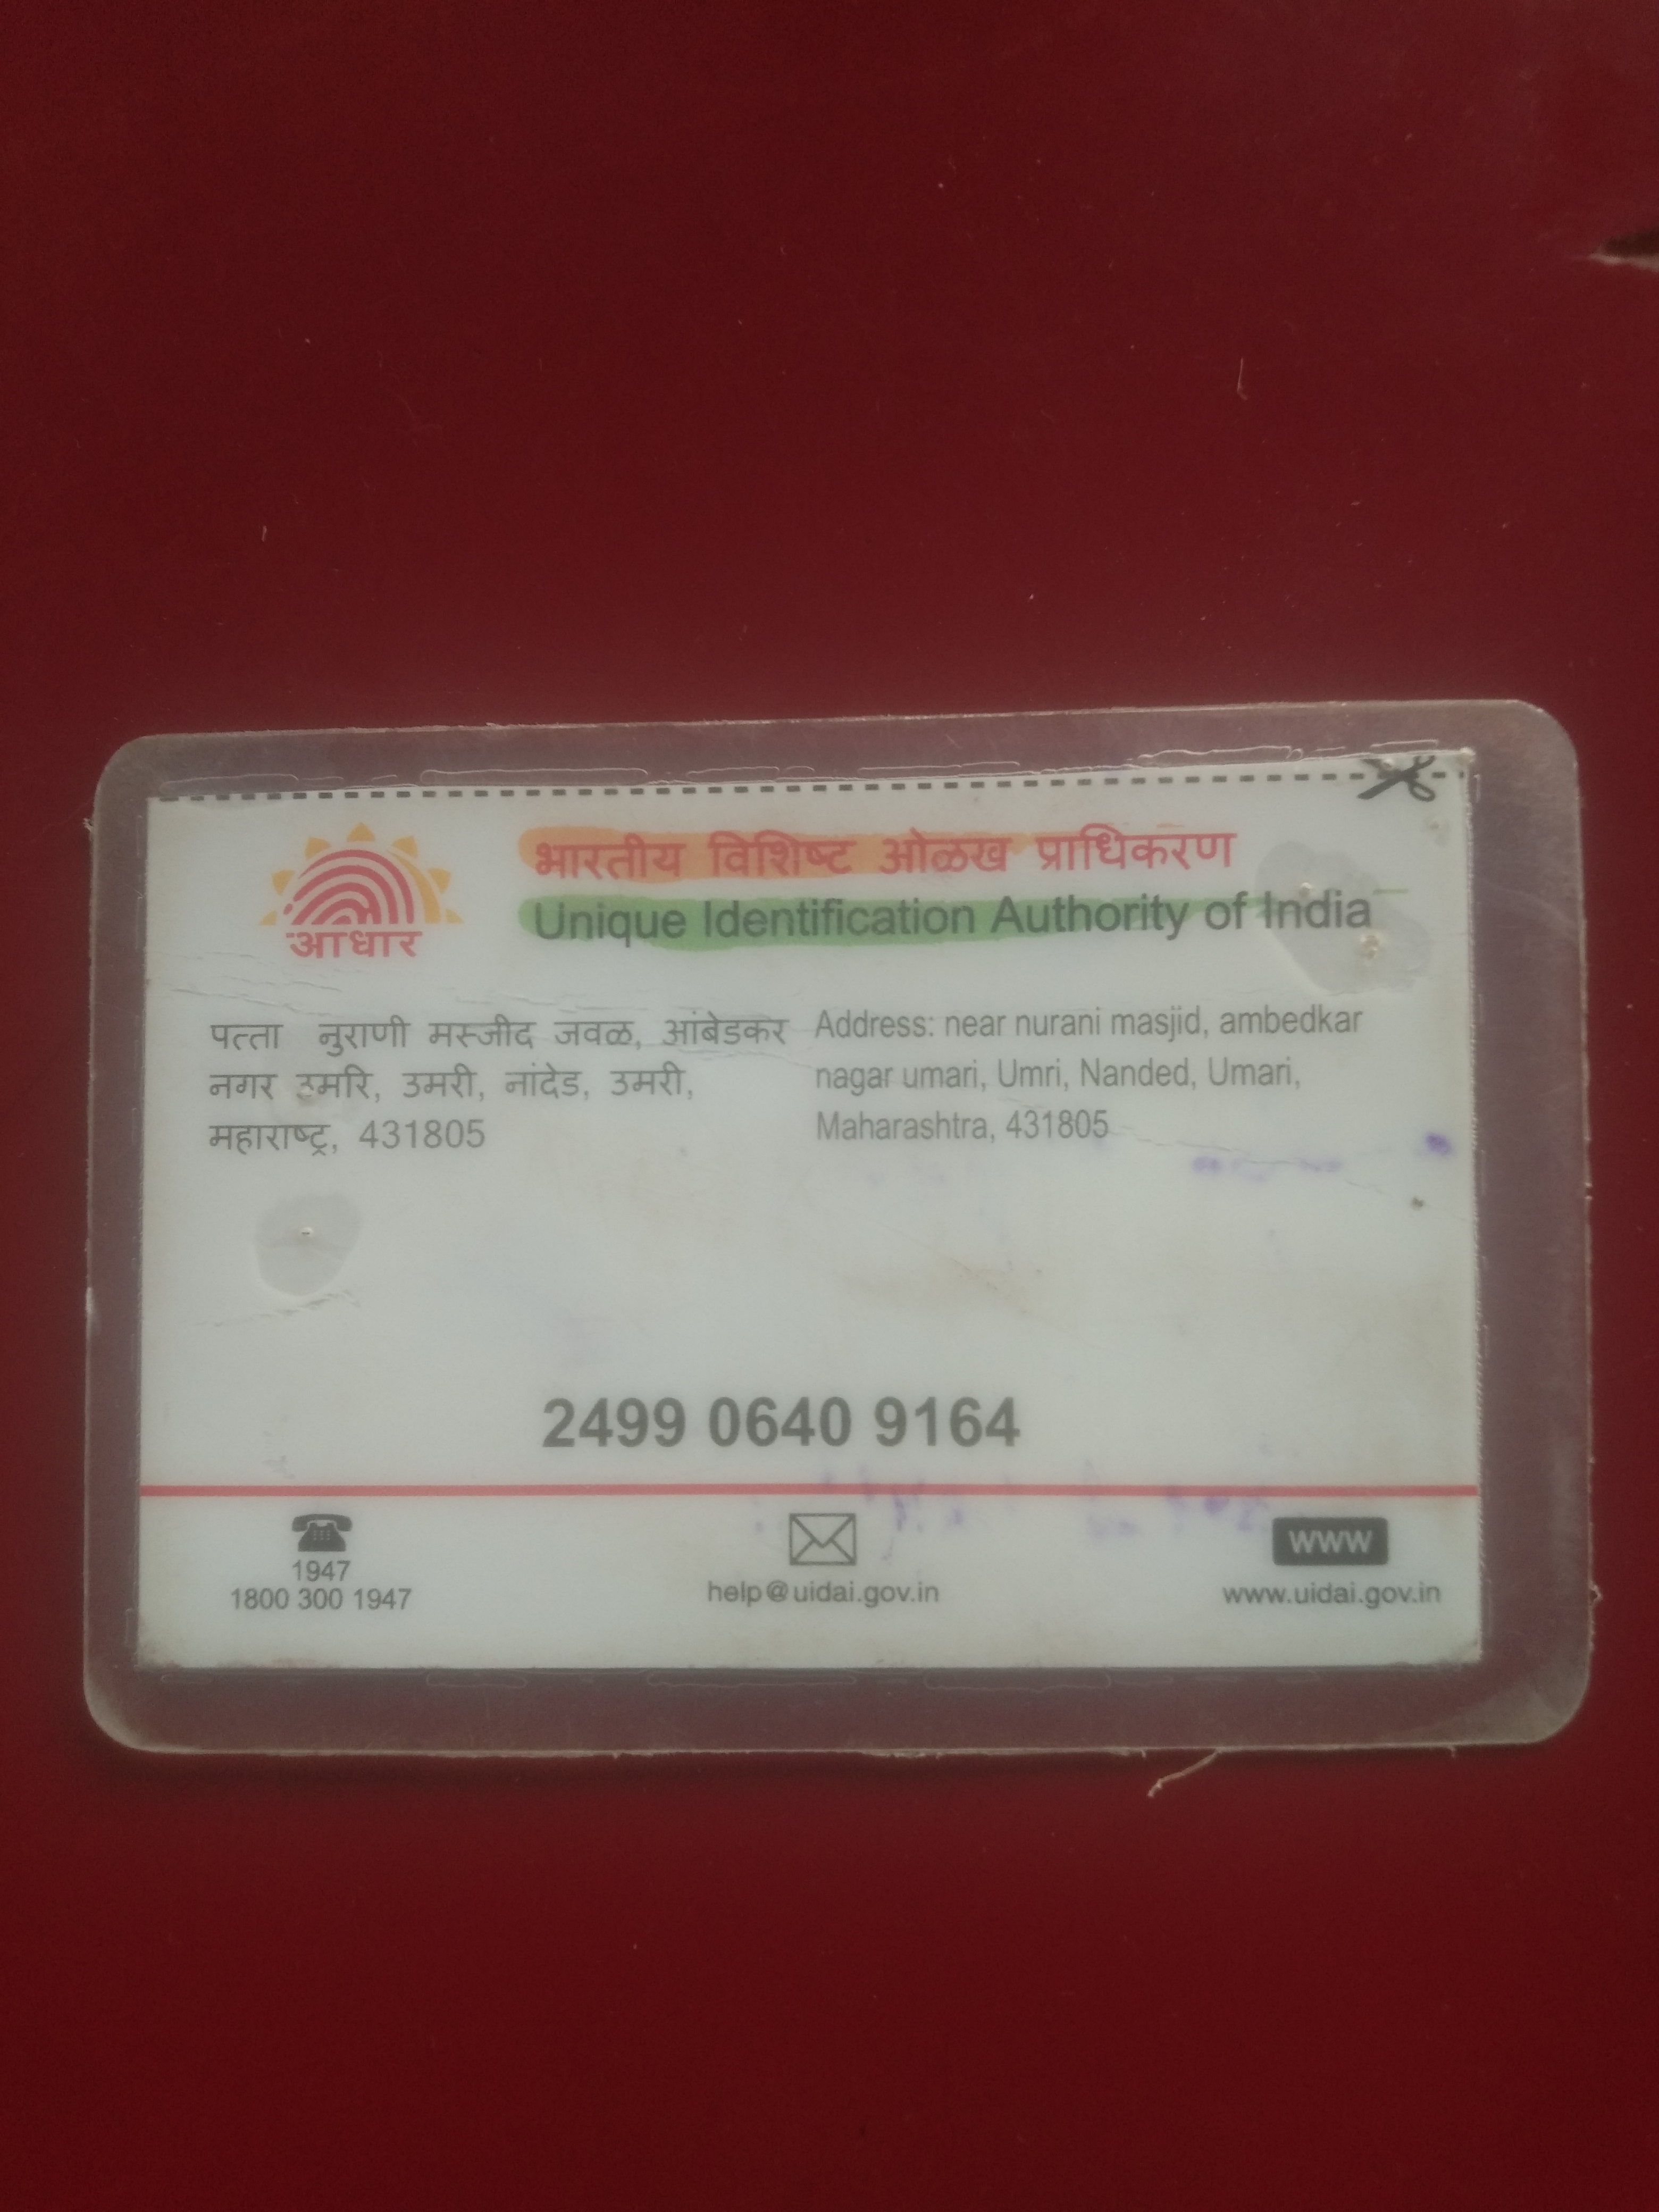 भारतीय विशिष्ट ओळख प्राधिकरण
Unique Identification Authority of India
आधार
पत्ता नुराणी मस्जीद जवळ, आंबेडकर
नगर उमरि, उमरी, नांदेड, उमरी,
महाराष्ट्र, 431805
Address: near nurani masjid, ambedkar
nagar umari, Umri, Nanded, Umari,
Maharashtra, 431805
2499 0640 9164
1947
1800 300 1947
help@uidai.gov.in
WWW
www.uidai.gov.in